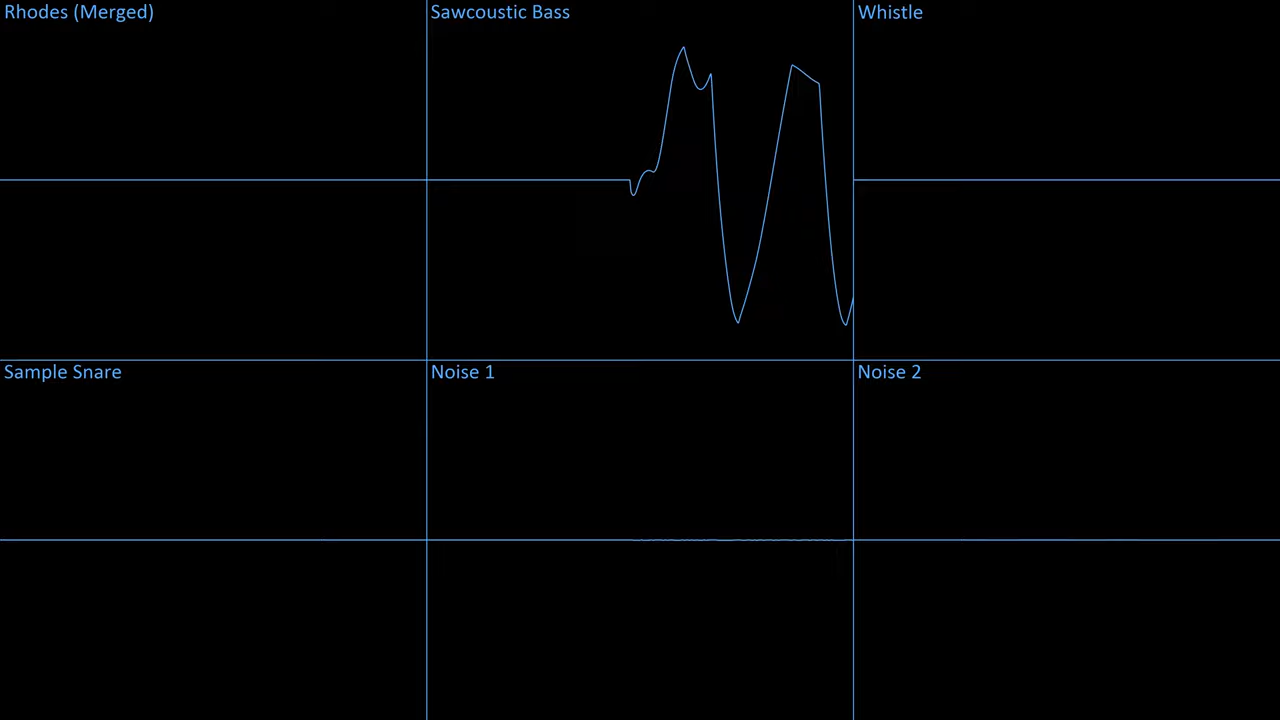 Rhodes (Merged)
Sawcoustic Bass
Whistle
Sample Snare
Noise 1
Noise 2